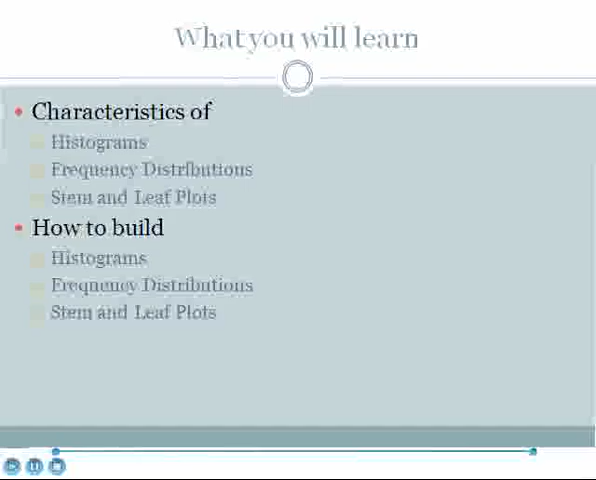 What you will learn
Characteristics of
Histograms
Frequency Distributions
Stem and Leaf Plots
How to build
Histograms
Frequency Distributions
Stem and Leaf Plots